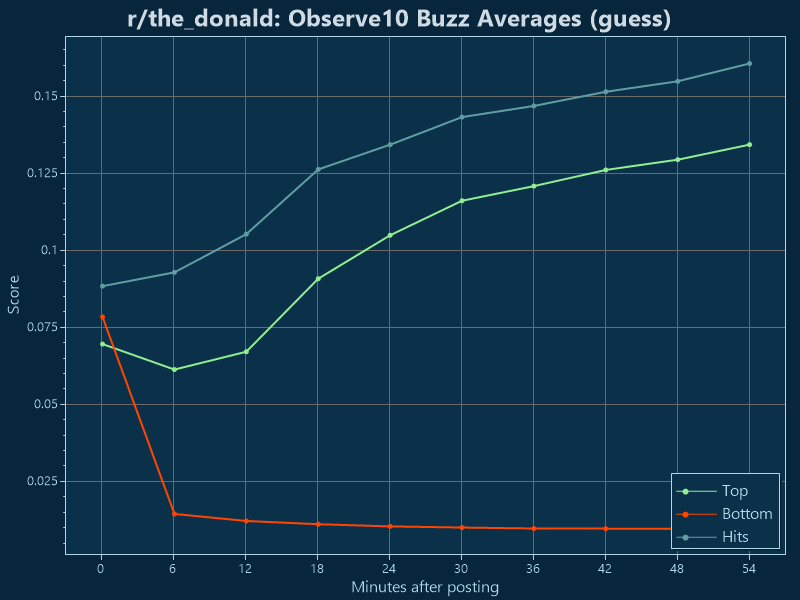 r/the_donald: Observe10 Buzz Averages (guess)
0.15
0.125
0.1
0.075
0.05
0.025
Score
Top
Bottom
Hits
0 6 12 18 24 30 36 42 48 54
Minutes after posting